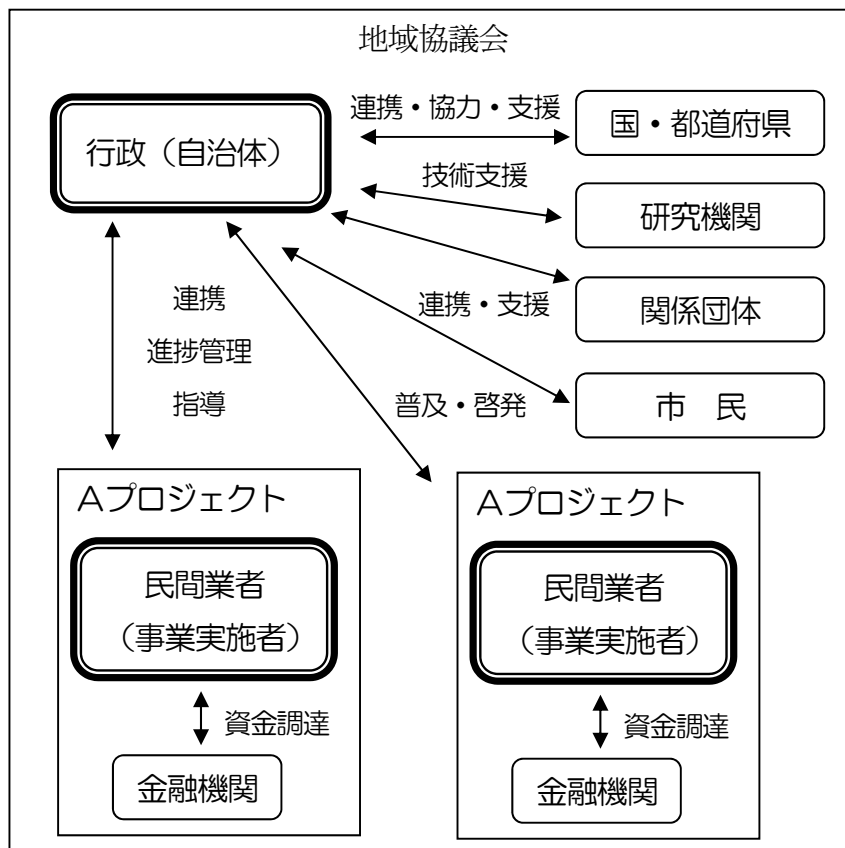 地域協議会
行政（自治体）
連携・協力・支援
国・都道府県
技術支援
研究機関
連携・支援
関係団体
普及・啓発
市　民
連携
進捗管理
指導
Ａプロジェクト
民間業者
（事業実施者）
資金調達
金融機関
Ａプロジェクト
民間業者
（事業実施者）
資金調達
金融機関